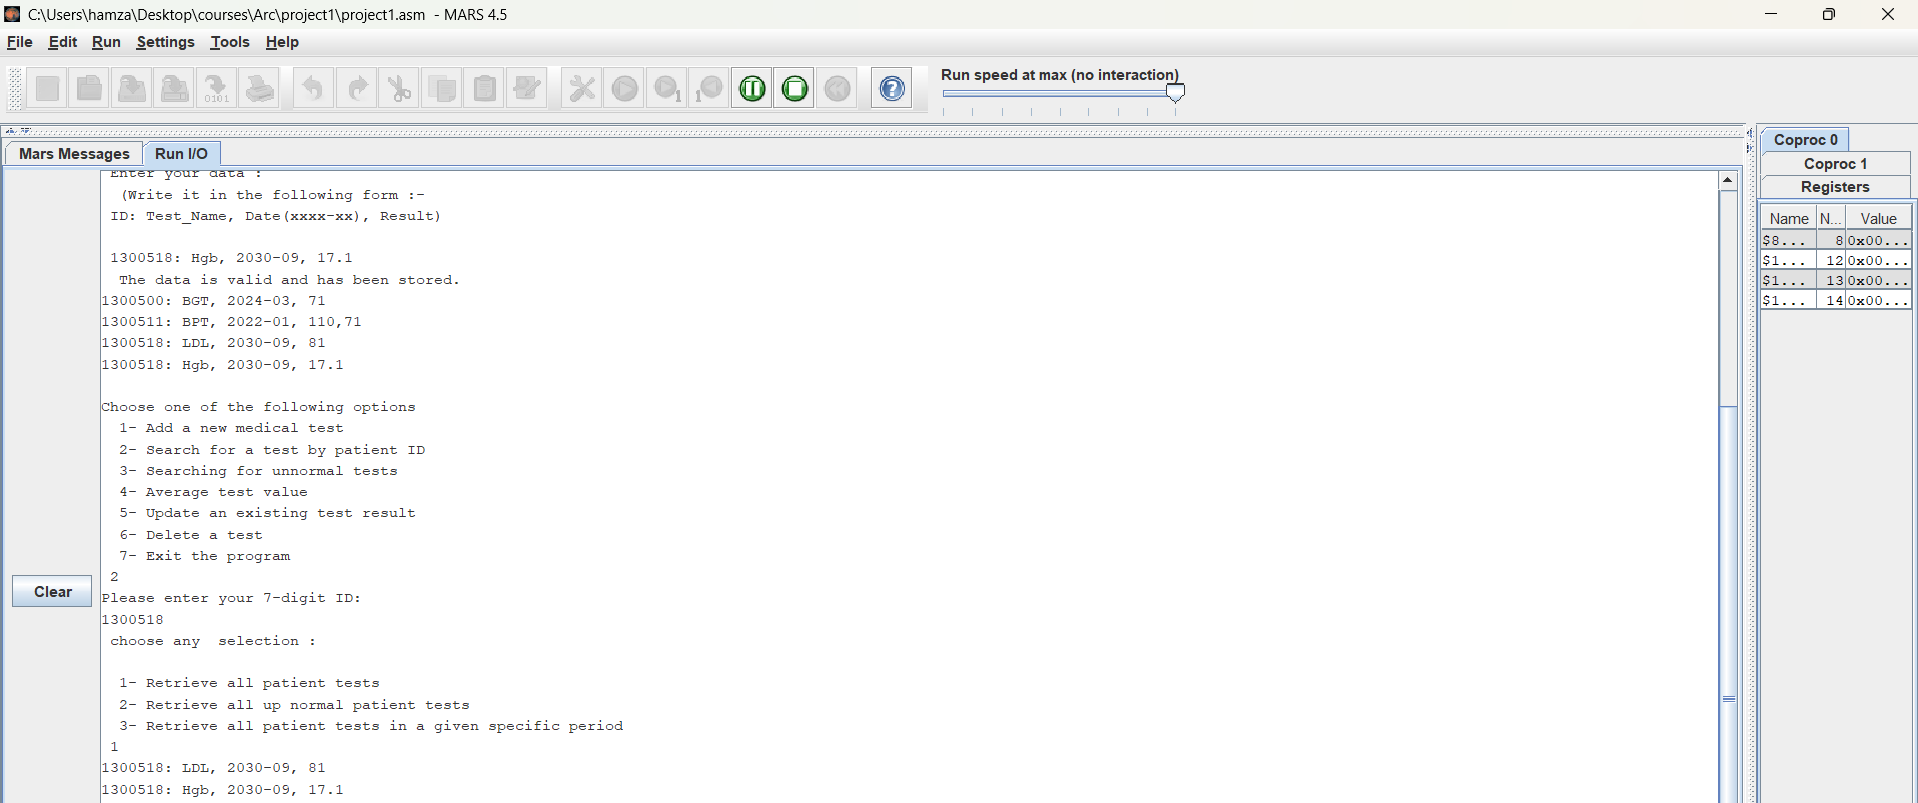 C:\Users\hamza\Desktop\courses\Arc\project1\project1.asm - MARS 4.5
File Edit Run Settings Tools Help
Run speed at max (no interaction)
Mars Messages Run I/O
Enter your data :
(Write it in the following form :-
ID: Test_Name, Date(xxxx-xx), Result)
1300518: Hgb, 2030-09, 17.1
The data is valid and has been stored.
1300500: BGT, 2024-03, 71
1300511: BPT, 2022-01, 110,71
1300518: LDL, 2030-09, 81
1300518: Hgb, 2030-09, 17.1
Choose one of the following options
1- Add a new medical test
2- Search for a test by patient ID
3- Searching for unnormal tests
4- Average test value
5- Update an existing test result
6- Delete a test
7- Exit the program
2
Please enter your 7-digit ID:
1300518
choose any  selection :
1- Retrieve all patient tests
2- Retrieve all up normal patient tests
3- Retrieve all patient tests in a given specific period
1
1300518: LDL, 2030-09, 81
1300518: Hgb, 2030-09, 17.1
Clear
Coproc 0
Coproc 1
Registers
Name N... Value
$8... 8 0x00...
$1... 12 0x00...
$1... 13 0x00...
$1... 14 0x00...